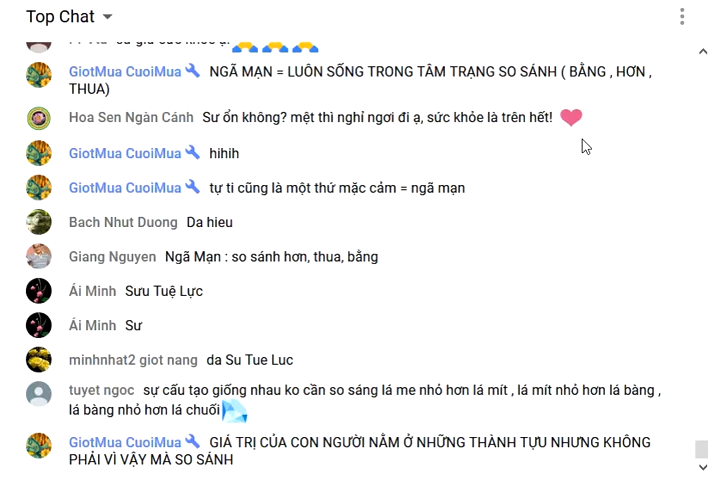 Top Chat
GiotMua CuoiMua NGÃ MẠN = LUÔN SỐNG TRONG TÂM TRẠNG SO SÁNH ( BẰNG , HƠN ,
THUA)
Hoa Sen Ngàn Cánh Sư ổn không? mệt thì nghỉ ngơi đi ạ, sức khỏe là trên hết!
GiotMua CuoiMua hihih
GiotMua CuoiMua tự ti cũng là một thứ mặc cảm = ngã mạn
Bach Nhut Duong Da hieu
Giang Nguyen Ngã Mạn : so sánh hơn, thua, bằng
Ái Minh Sưu Tuệ Lực
Ái Minh Sư
minhnhat2 giot nang da Su Tue Luc
tuyet ngoc sự cấu tạo giống nhau ko cần so sáng lá me nhỏ hơn lá mít , lá mít nhỏ hơn lá bàng ,
lá bàng nhỏ hơn lá chuối
GiotMua CuoiMua GIÁ TRỊ CỦA CON NGƯỜI NẰM Ở NHỮNG THÀNH TỰU NHƯNG KHÔNG
PHẢI VÌ VẬY MÀ SO SÁNH